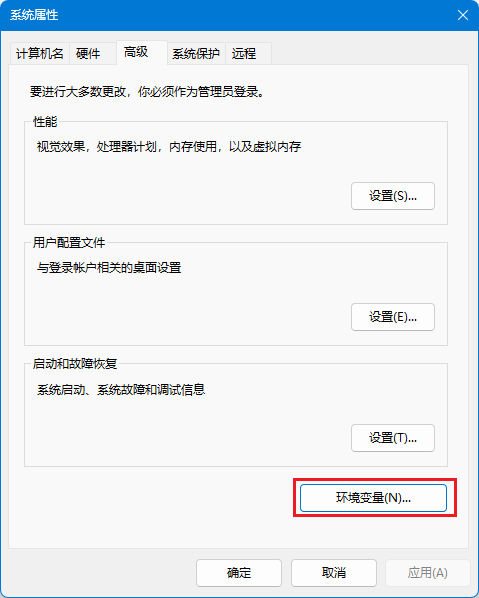 系统属性
计算机名 硬件 高级 系统保护 远程
要进行大多数更改，你必须作为管理员登录。
性能
视觉效果，处理器计划，内存使用，以及虚拟内存
设置(S)...
用户配置文件
与登录帐户相关的桌面设置
设置(E)...
启动和故障恢复
系统启动、系统故障和调试信息
设置(T)...
环境变量(N)...
确定 取消 应用(A)